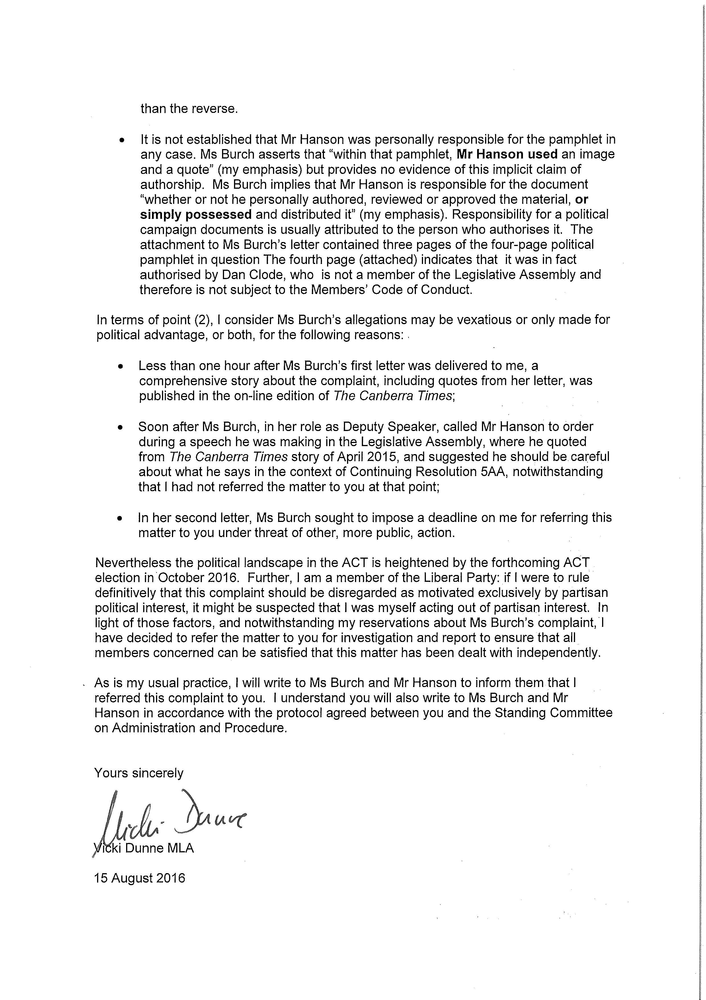 than the reverse.
• It is not established that Mr Hanson was personally responsible for the pamphlet in
any case. Ms Burch asserts that “within that pamphlet, Mr Hanson used an image
and a quote” (my emphasis) but provides no evidence of this implicit claim of
authorship. Ms Burch implies that Mr Hanson is responsible for the document
“whether or not he personally authored, reviewed or approved the material, or
simply possessed and distributed it” (my emphasis). Responsibility for a political
campaign documents is usually attributed to the person who authorises it. The
attachment to Ms Burch’s letter contained three pages of the four-page political
pamphlet in question The fourth page (attached) indicates that it was in fact
authorised by Dan Clode, who is not a member of the Legislative Assembly and
therefore is not subject to the Members’ Code of Conduct.
In terms of point (2), I consider Ms Burch’s allegations may be vexatious or only made for
political advantage, or both, for the following reasons: .
• Less than one hour after Ms Burch’s first letter was delivered to me, a
comprehensive story about the complaint, including quotes from her letter, was
published in the on-line edition of The Canberra Times;
• Soon after Ms Burch, in her role as Deputy Speaker, called Mr Hanson to order
during a speech he was making in the Legislative Assembly, where he quoted
from The Canberra Times story of April 2015, and suggested he should be careful
about what he says in the context of Continuing Resolution 5AA, notwithstanding
that I had not referred the matter to you at that point;
• In her second letter, Ms Burch sought to impose a deadline on me for referring this
matter to you under threat of other, more public, action.
Nevertheless the political landscape in the ACT is heightened by the forthcoming ACT
election in October 2016. Further, I am a member of the Liberal Party: if I were to rule
definitively that this complaint should be disregarded as motivated exclusively by partisan
political interest, it might be suspected that I was myself acting out of partisan interest. In
light of those factors, and notwithstanding my reservations about Ms Burch’s complaint, I
have decided to refer the matter to you for investigation and report to ensure that all
members concerned can be satisfied that this matter has been dealt with independently.
As is my usual practice, I will write to Ms Burch and Mr Hanson to inform them that I
referred this complaint to you. I understand you will also write to Ms Burch and Mr
Hanson in accordance with the protocol agreed between you and the Standing Committee
on Administration and Procedure.
Yours sincerely
Vicki Dunne
Vicki Dunne MLA
15 August 2016